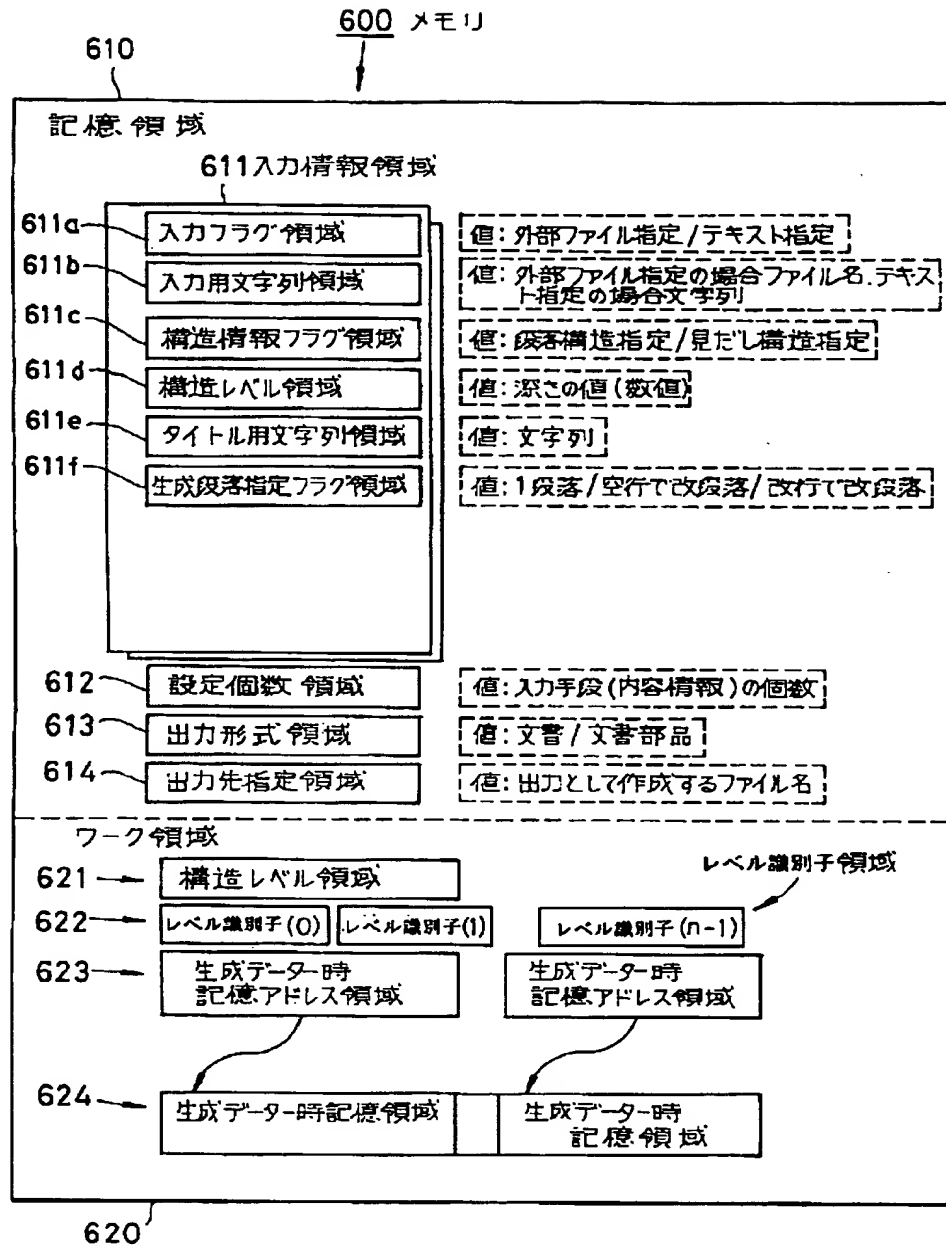 600 メモリ
610
記憶領域
611入力情報領域
611a
入力フラグ領域
値:外部ファイル指定/テキスト指定
611b
入力用文字列領域
値:外部ファイル指定の場合ファイル名.テキス
ト指定の場合文字列
611c
構造情報フラグ領域
値:段落構造指定/見だし構造指定
611d
構造レベル領域
値:深さの値(数値)
611e
タイトル用文字列領域
値:文字列
611f
生成段落指定フラグ領域
値:1段落/空行で改段落/改行で改段落
612
設定個数領域
値:入力手段(内容情報)の個数
613
出力形式領域
値:文書/文書部品
614
出力先指定領域
値:出力として作成するファイル名
ワーク領域
621
構造レベル領域
レベル識別子領域
622
レベル識別子(0)
レベル識別子(1)
レベル識別子(n-1)
623
生成データ一時
記憶アドレス領域
生成データ一時
記憶アドレス領域
624
生成データ一時記憶領域
生成データ一時
記憶領域
620